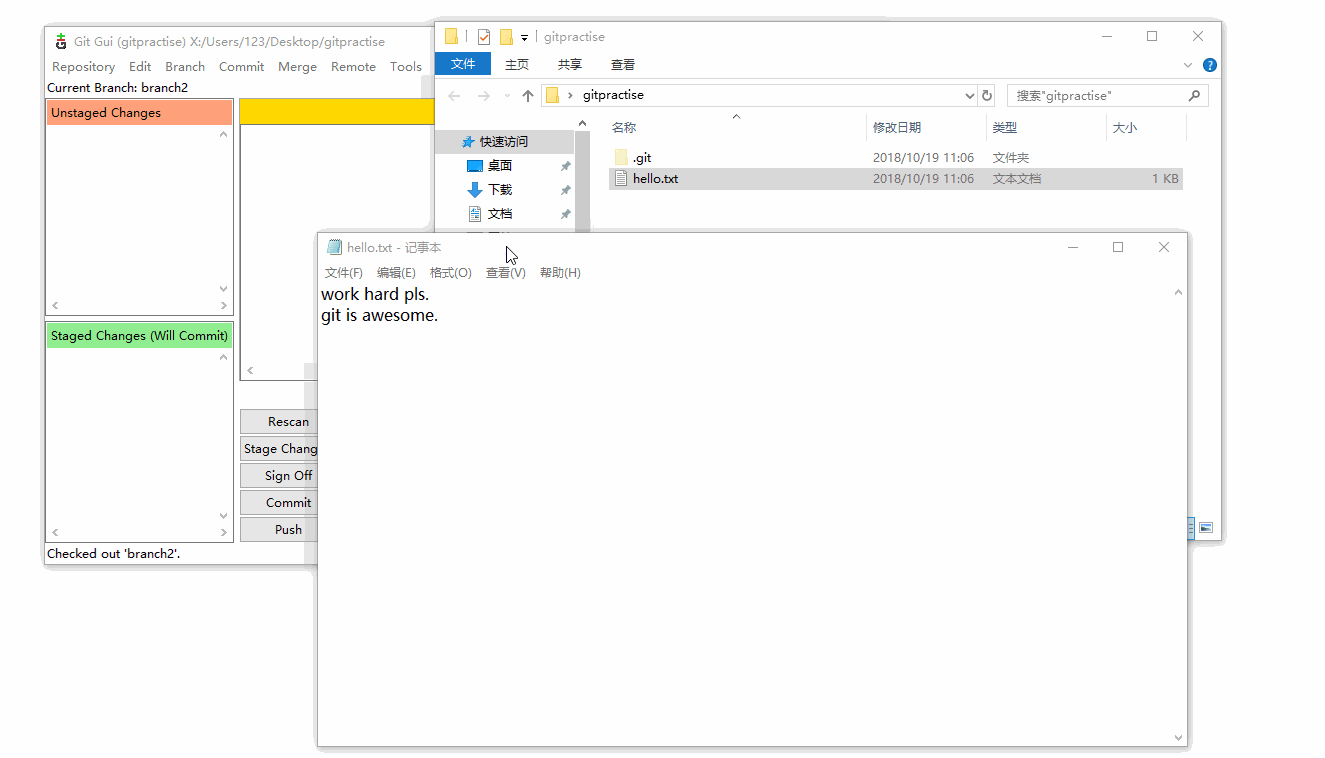 Git Gui (gitpractise) X:/Users/123/Desktop/gitpractise
Repository Edit Branch Commit Merge Remote Tools
Current Branch: branch2
Unstaged Changes
Staged Changes (Will Commit)
Rescan
Stage Chang
Sign Off
Commit
Push
Checked out 'branch2'.
gitpractise
文件 主页 共享 查看
gitpractise
搜索"gitpractise"
名称 修改日期 类型 大小
快速访问
桌面
下载
文档
.git 2018/10/19 11:06 文件夹
hello.txt 2018/10/19 11:06 文本文档 1 KB
hello.txt - 记事本
文件(F) 编辑(E) 格式(O) 查看(V) 帮助(H)
work hard pls.
git is awesome.